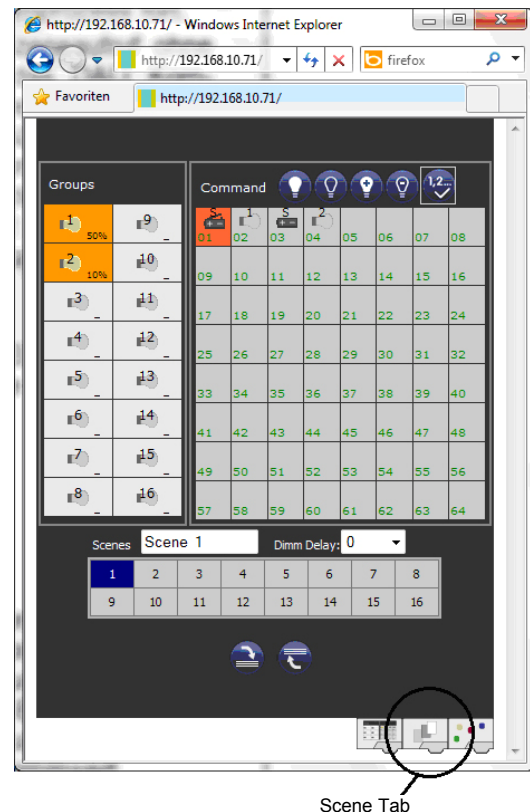 http://192.168.10.71/ - Windows Internet Explorer
http://192.168.10.71/ firefox
Favoriten http://192.168.10.71/
Groups
Command 1,2...
1 50% 9 _
2 10% 10 _
3 _ 11 _
4 _ 12 _
5 _ 13 _
6 _ 14 _
7 _ 15 _
8 _ 16 _
S 1 S 2
01 02 03 04 05 06 07 08
09 10 11 12 13 14 15 16
17 18 19 20 21 22 23 24
25 26 27 28 29 30 31 32
33 34 35 36 37 38 39 40
41 42 43 44 45 46 47 48
49 50 51 52 53 54 55 56
57 58 59 60 61 62 63 64
Scenes Scene 1 Dimm Delay: 0
1 2 3 4 5 6 7 8
9 10 11 12 13 14 15 16
Scene Tab